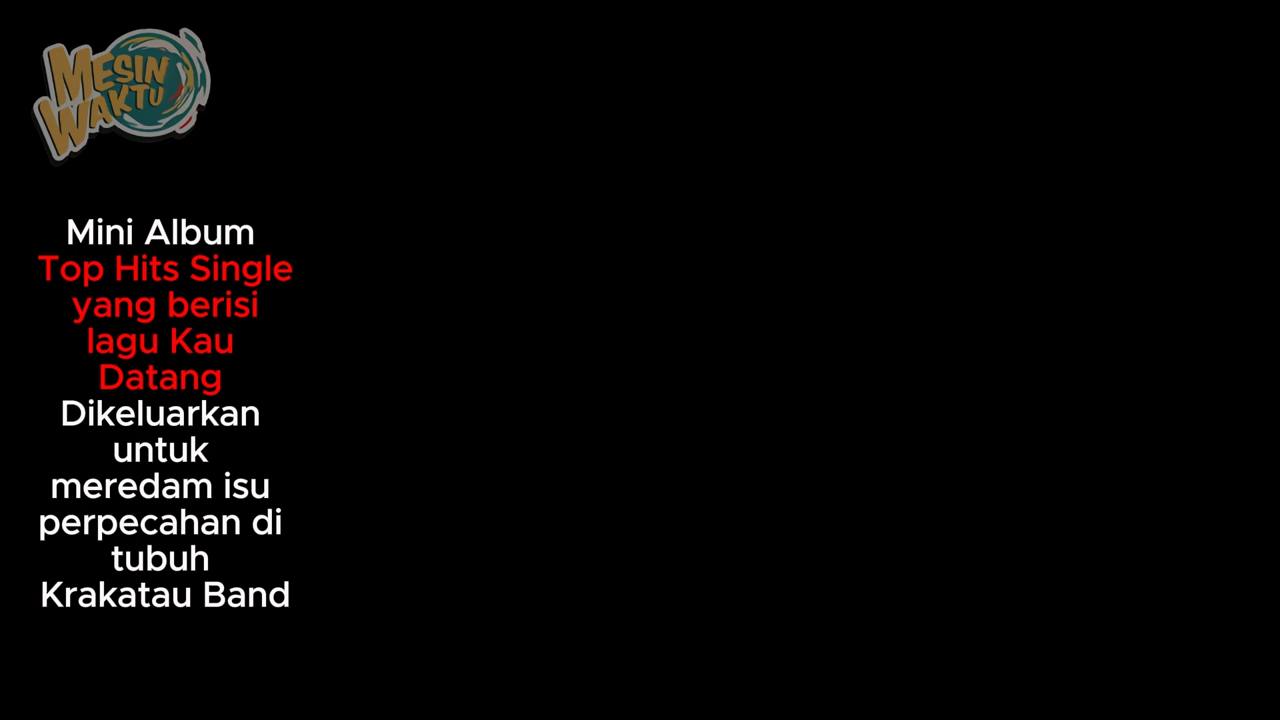 MESIN
WAKTU
Mini Album
Top Hits Single
yang berisi
lagu Kau
Datang
Dikeluarkan
untuk
meredam isu
perpecahan di
tubuh
Krakatau Band